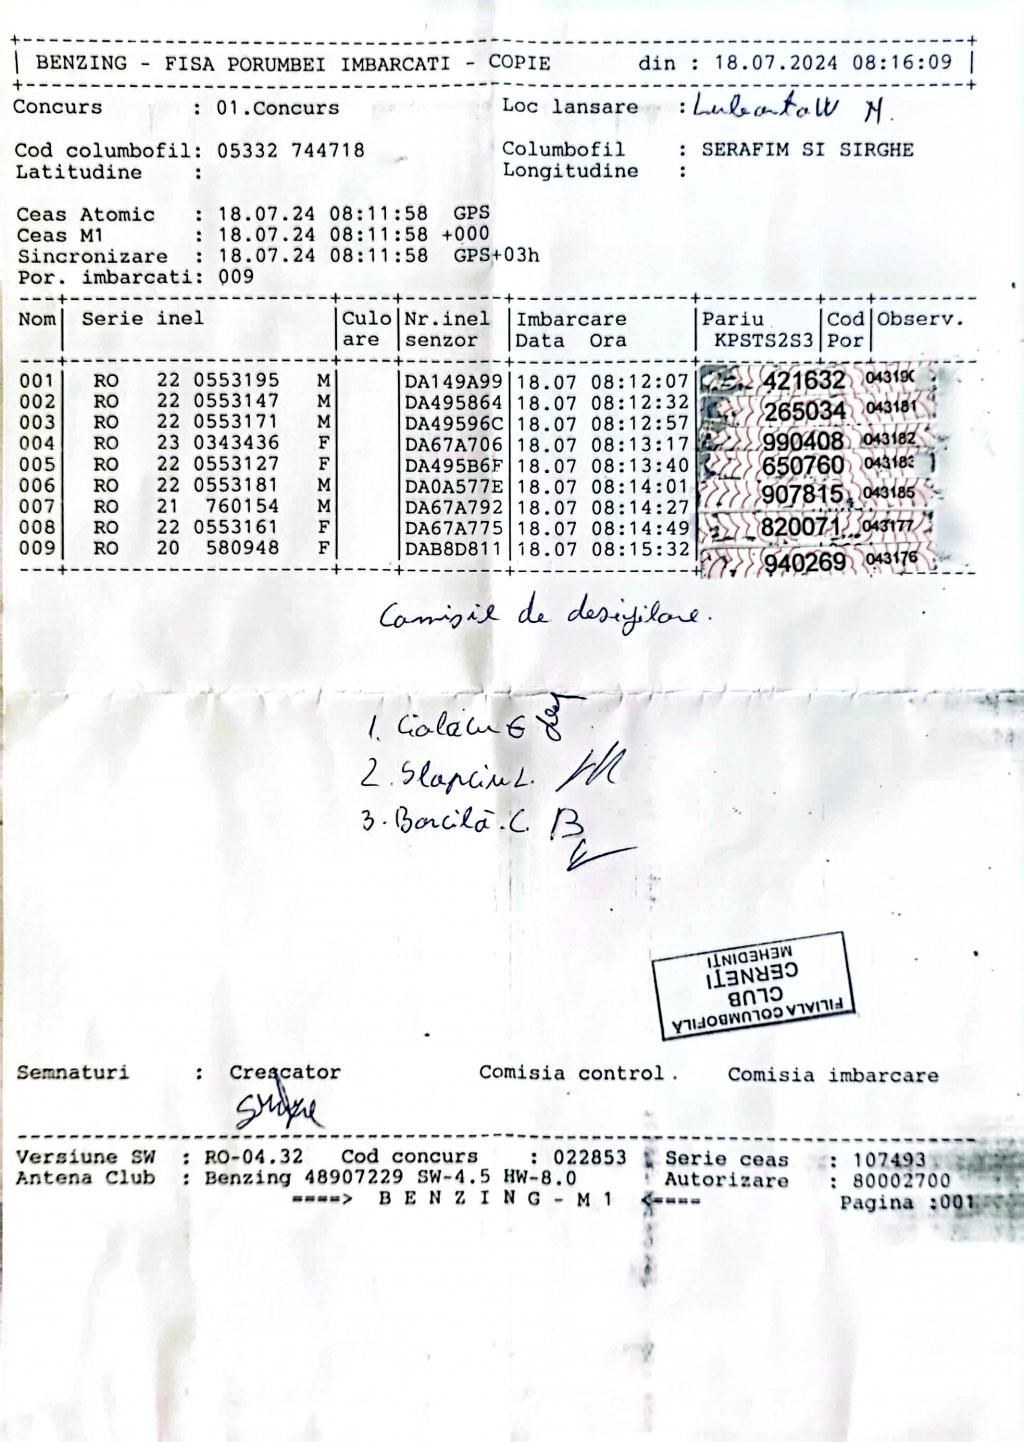 BENZING - FISA PORUMBEI IMBARCATI - COPIE din : 18.07.2024 08:16:09
Concurs : 01.Concurs Loc lansare :
Cod columbofil: 05332 744718 Columbofil : SERAFIM SI SIRGHE
Latitudine : Longitudine :
Ceas Atomic : 18.07.24 08:11:58 GPS
Ceas M1 : 18.07.24 08:11:58 +000
Sincronizare : 18.07.24 08:11:58 GPS+03h
Por. imbarcati: 009
Nom| Serie inel |Culo|Nr.inel |Imbarcare |Pariu |Cod|Observ.
| |are |senzor |Data Ora | KPSTS2S3|Por|
001| RO 22 0553195 M| |DA149A99|18.07 08:12:07| 421632 043190
002| RO 22 0553147 M| |DA495864|18.07 08:12:32| 265034 043181
003| RO 22 0553171 M| |DA49596C|18.07 08:12:57|
004| RO 23 0343436 F| |DA67A706|18.07 08:13:17| 990408 043182
005| RO 22 0553127 F| |DA495B6F|18.07 08:13:40| 650760 043183
006| RO 22 0553181 M| |DA0A577E|18.07 08:14:01| 907815 043185
007| RO 21 760154 M| |DA67A792|18.07 08:14:27|
008| RO 22 0553161 F| |DA67A775|18.07 08:14:49| 820071 043177
009| RO 20 580948 F| |DAB8D811|18.07 08:15:32| 940269 043176
Comisie de desigilare.
1.
2.
3. Barcilă. C. B
FILIALA COLUMBOFILĂ
CLUB
CERNEȚI
MEHEDINȚI
Semnaturi : Crescator Comisia control. Comisia imbarcare
Versiune SW : RO-04.32 Cod concurs : 022853 Serie ceas : 107493
Antena Club : Benzing 48907229 SW-4.5 HW-8.0 Autorizare : 80002700
====> B E N Z I N G - M 1 <==== Pagina :001